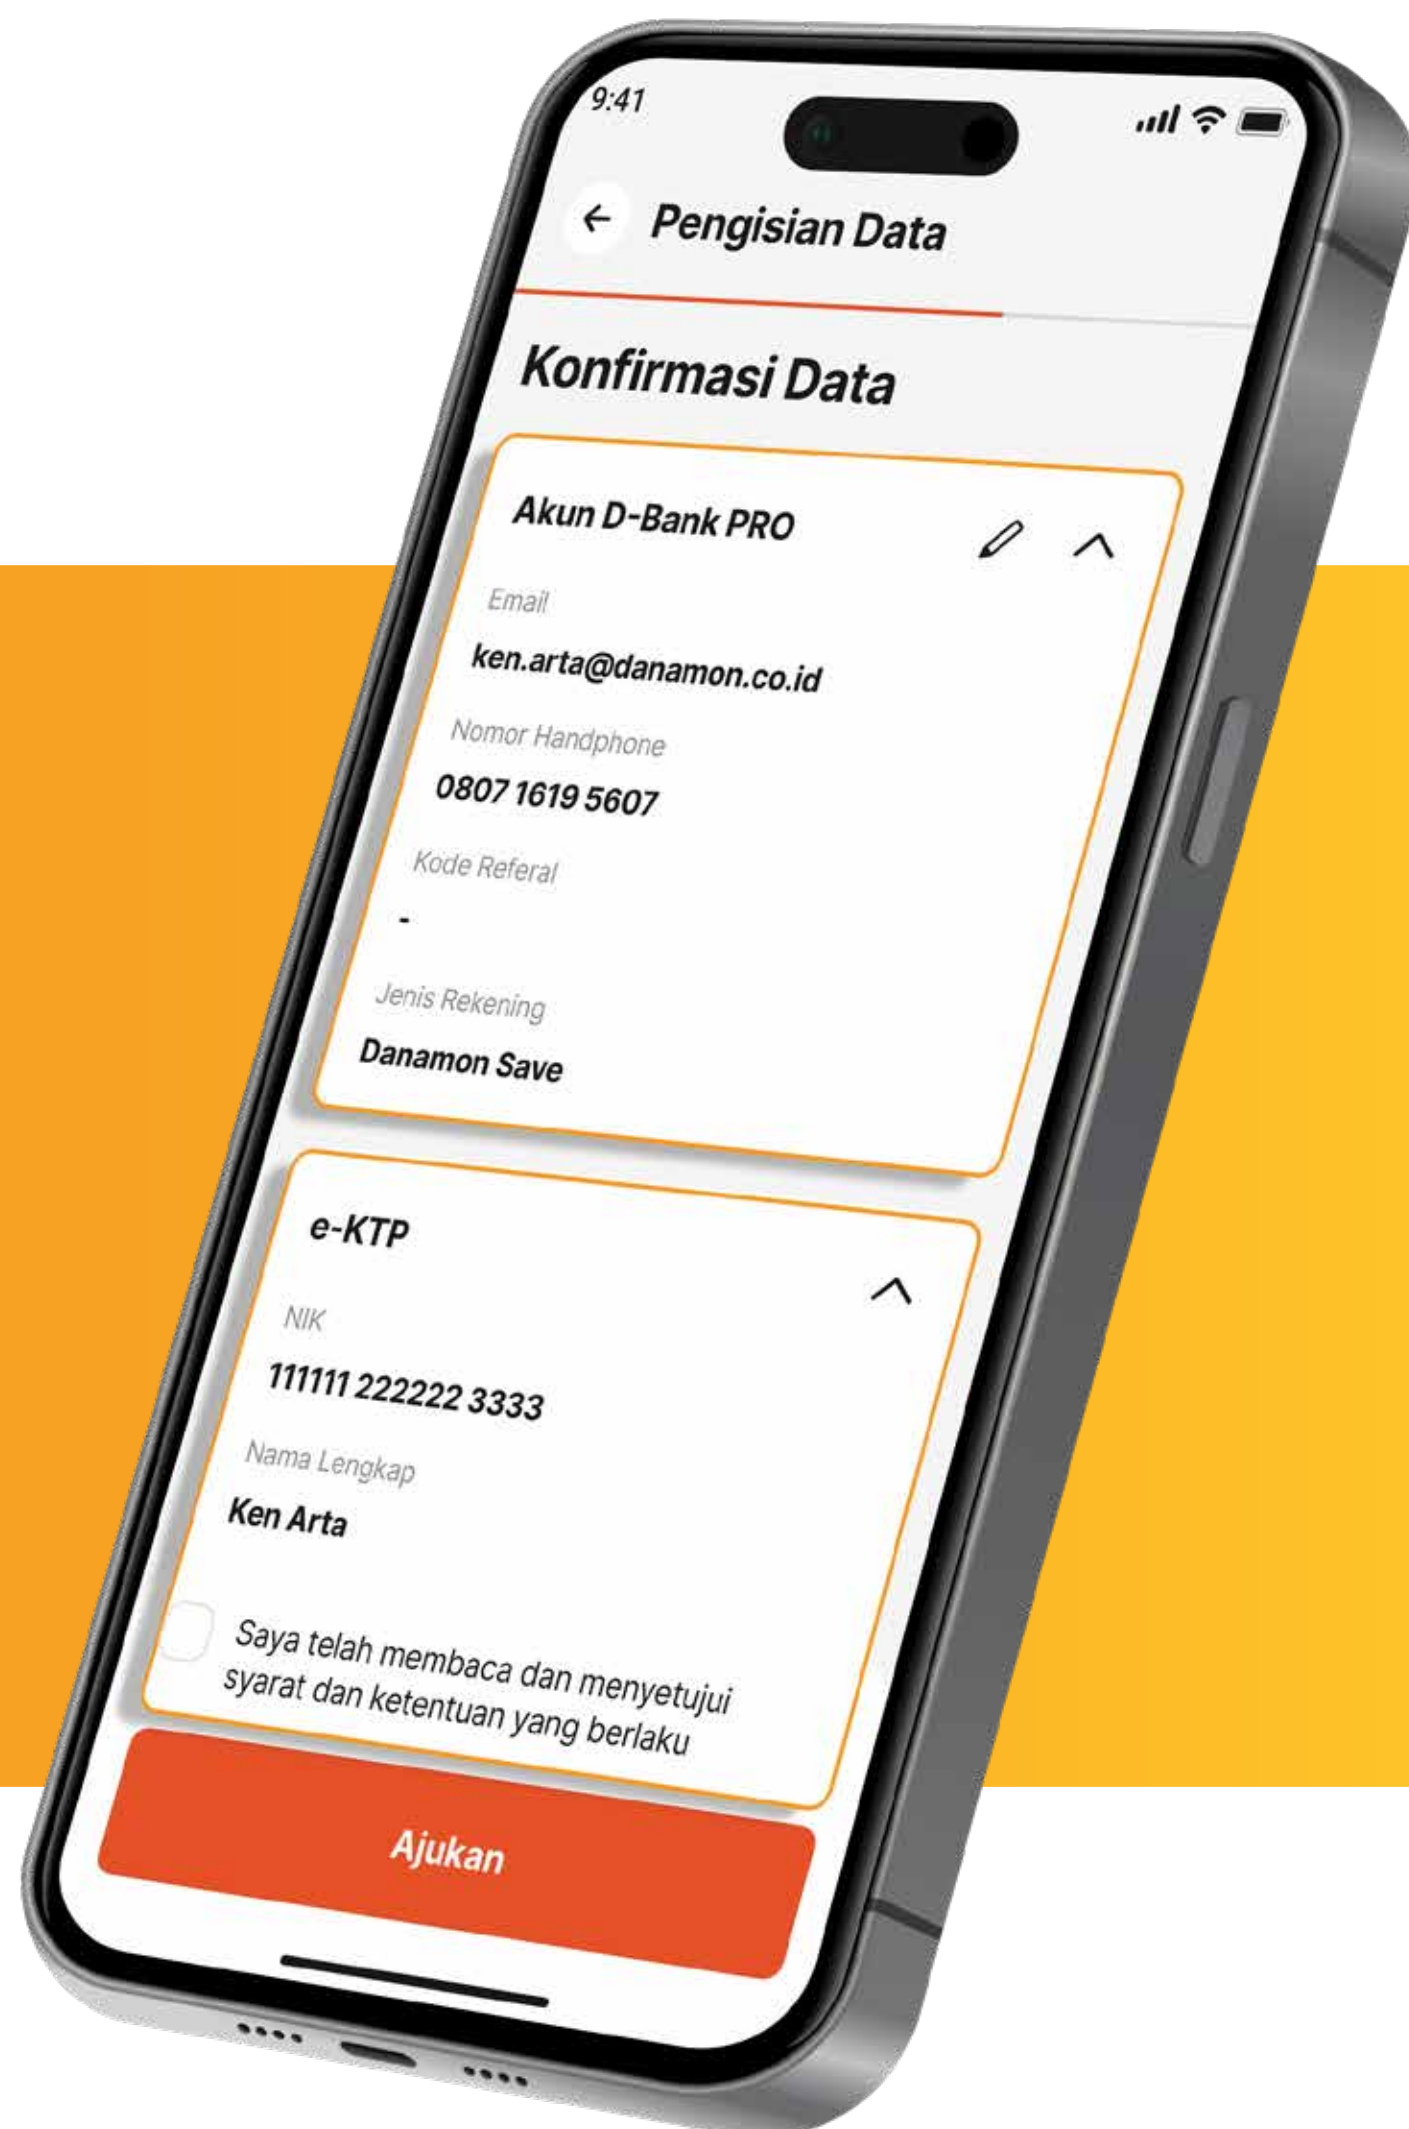 9:41
Pengisian Data
Konfirmasi Data
Akun D-Bank PRO
Email
ken.arta@danamon.co.id
Nomor Handphone
0807 1619 5607
Kode Referal
-
Jenis Rekening
Danamon Save
e-KTP
NIK
111111 222222 3333
Nama Lengkap
Ken Arta
Saya telah membaca dan menyetujui
syarat dan ketentuan yang berlaku
Ajukan